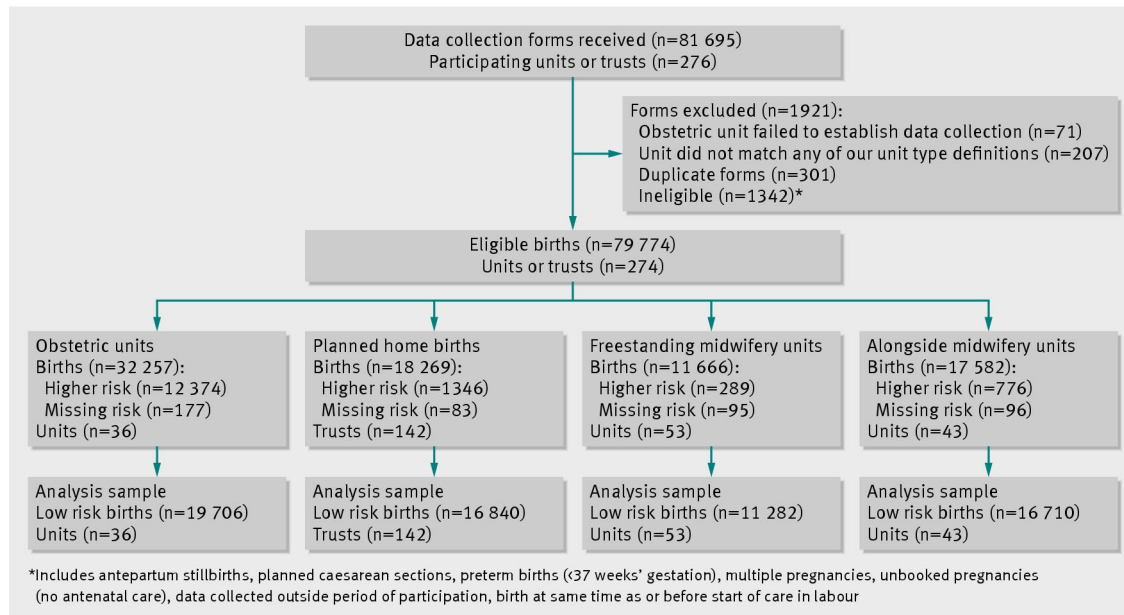 Data collection forms received (n=81 695)
Participating units or trusts (n=276)
Forms excluded (n=1921):
Obstetric unit failed to establish data collection (n=71)
Unit did not match any of our unit type definitions (n=207)
Duplicate forms (n=301)
Ineligible (n=1342)*
Eligible births (n=79 774)
Units or trusts (n=274)
Obstetric units
Births (n=32 257):
Higher risk (n=12 374)
Missing risk (n=177)
Units (n=36)
Planned home births
Births (n=18 269):
Higher risk (n=1346)
Missing risk (n=83)
Trusts (n=142)
Freestanding midwifery units
Births (n=11 666):
Higher risk (n=289)
Missing risk (n=95)
Units (n=53)
Alongside midwifery units
Births (n=17 582):
Higher risk (n=776)
Missing risk (n=96)
Units (n=43)
Analysis sample
Low risk births (n=19 706)
Units (n=36)
Analysis sample
Low risk births (n=16 840)
Trusts (n=142)
Analysis sample
Low risk births (n=11 282)
Units (n=53)
Analysis sample
Low risk births (n=16 710)
Units (n=43)
*Includes antepartum stillbirths, planned caesarean sections, preterm births (<37 weeks' gestation), multiple pregnancies, unbooked pregnancies
(no antenatal care), data collected outside period of participation, birth at same time as or before start of care in labour